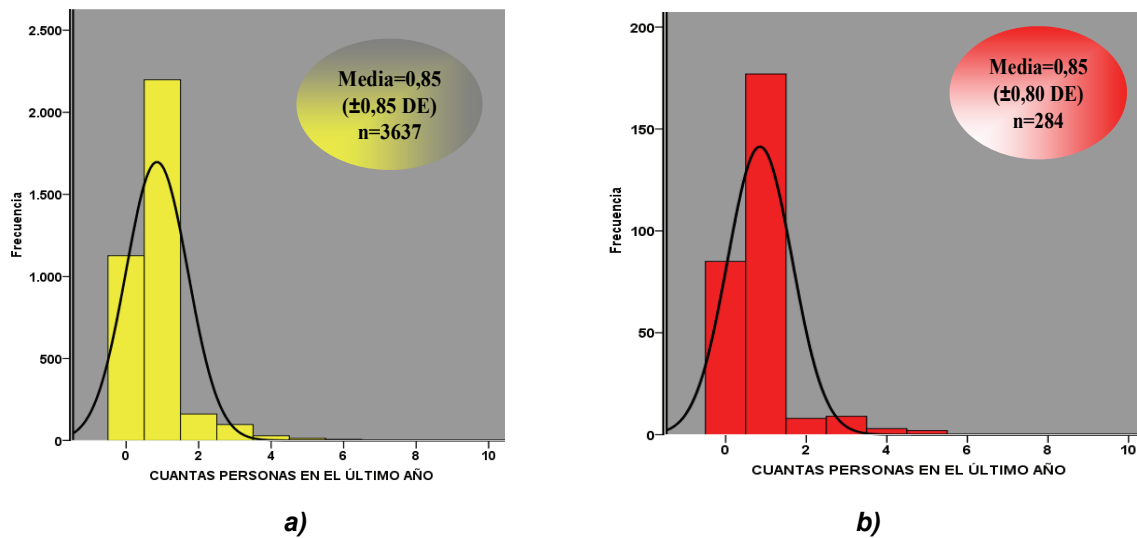 2.500
2.000
1.500
1.000
500
0
Frecuencia
Media=0,85
(±0,85 DE)
n=3637
0 2 4 6 8 10
CUANTAS PERSONAS EN EL ÚLTIMO AÑO
a)
200
150
100
50
0
Frecuencia
Media=0,85
(±0,80 DE)
n=284
0 2 4 6 8 10
CUANTAS PERSONAS EN EL ÚLTIMO AÑO
b)